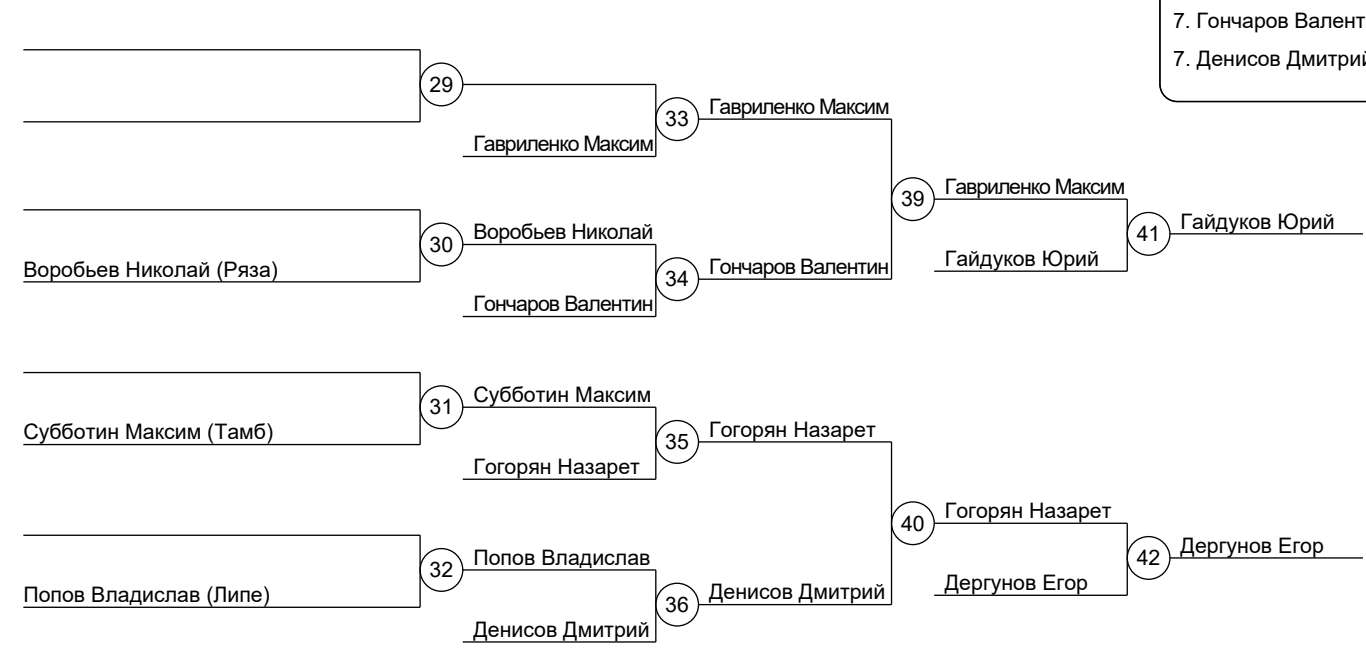 7. Гончаров Валент
7. Денисов Дмитрий
29
Гавриленко Максим
33
Гавриленко Максим
Гавриленко Максим
39
Гайдуков Юрий
41
Гайдуков Юрий
Воробьев Николай
30
Воробьев Николай (Ряза)
34
Гончаров Валентин
Гончаров Валентин
Субботин Максим
31
Субботин Максим (Тамб)
35
Гогорян Назарет
Гогорян Назарет
40
Гогорян Назарет
42
Дергунов Егор
Дергунов Егор
Попов Владислав
32
Попов Владислав (Липе)
36
Денисов Дмитрий
Денисов Дмитрий